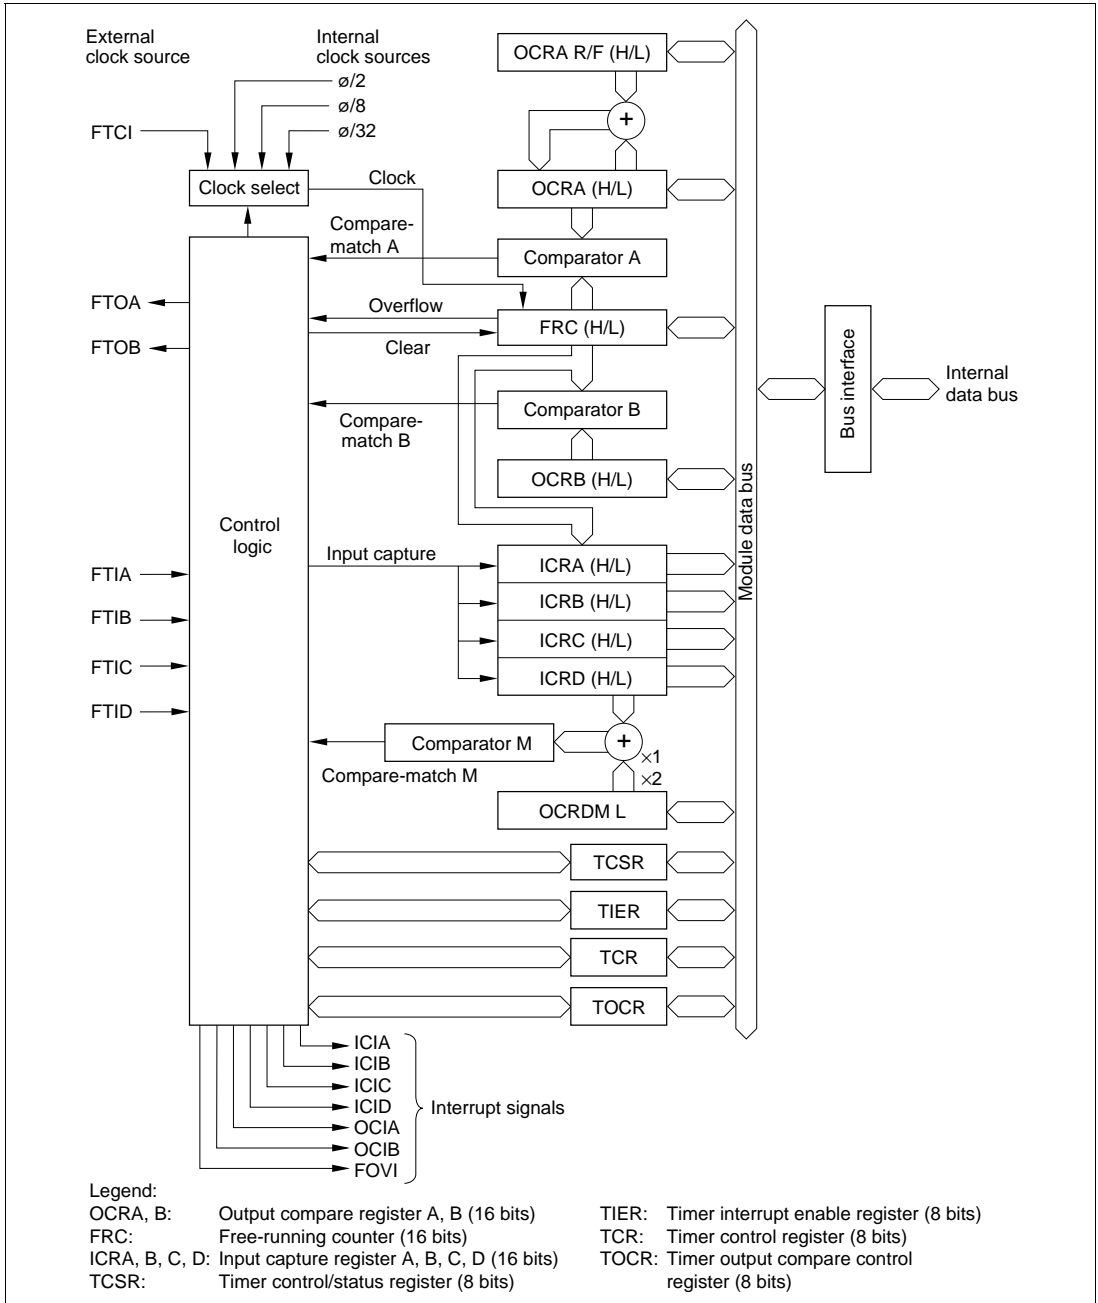 External
clock source
Internal
clock sources
ø/2
ø/8
ø/32
FTCI
Clock select
Clock
OCRA R/F (H/L)
+
OCRA (H/L)
Compare-
match A
Comparator A
FTOA
Overflow
FRC (H/L)
FTOB
Clear
Bus interface
Internal
data bus
Compare-
match B
Comparator B
OCRB (H/L)
Module data bus
Control
logic
Input capture
ICRA (H/L)
FTIA
ICRB (H/L)
FTIB
ICRC (H/L)
FTIC
ICRD (H/L)
FTID
Comparator M
+
×1
×2
Compare-match M
OCRDM L
TCSR
TIER
TCR
TOCR
ICIA
ICIB
ICIC
ICID
OCIA
OCIB
FOVI
Interrupt signals
Legend:
OCRA, B: Output compare register A, B (16 bits)
FRC: Free-running counter (16 bits)
ICRA, B, C, D: Input capture register A, B, C, D (16 bits)
TCSR: Timer control/status register (8 bits)
TIER: Timer interrupt enable register (8 bits)
TCR: Timer control register (8 bits)
TOCR: Timer output compare control
register (8 bits)